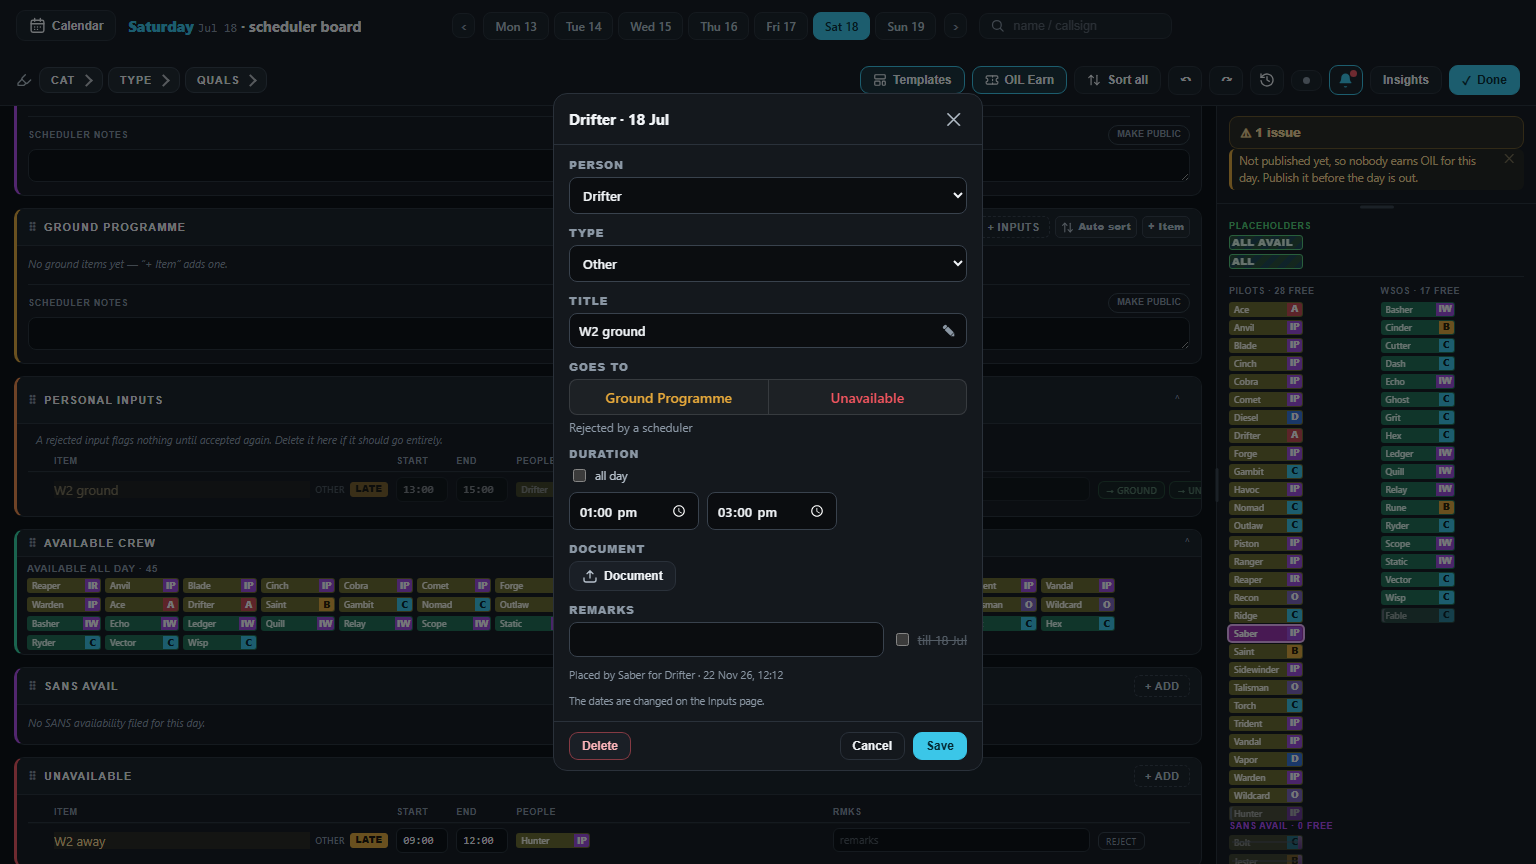 Calendar
Saturday Jul 18 · scheduler board
Mon 13
Tue 14
Wed 15
Thu 16
Fri 17
Sat 18
Sun 19
name / callsign
CAT
TYPE
QUALS
Templates
OIL Earn
Sort all
Insights
✓ Done
SCHEDULER NOTES
MAKE PUBLIC
GROUND PROGRAMME
+ INPUTS
Auto sort
+ Item
No ground items yet — "+ Item" adds one.
SCHEDULER NOTES
MAKE PUBLIC
PERSONAL INPUTS
A rejected input flags nothing until accepted again. Delete it here if it should go entirely.
ITEM START END PEOPLE
W2 ground OTHER LATE 13:00 15:00 Drifter
→ GROUND
→ UN
AVAILABLE CREW
AVAILABLE ALL DAY · 45
Reaper IR Anvil IP Blade IP Cinch IP Cobra IP Comet IP Forge
IP Vandal IP
Warden IP Ace A Drifter A Saint B Gambit C Nomad C Outlaw
O Wildcard O
Basher IW Echo IW Ledger IW Quill IW Relay IW Scope IW Static
C Hex C
Ryder C Vector C Wisp C
SANS AVAIL
+ ADD
No SANS availability filed for this day.
UNAVAILABLE
+ ADD
ITEM START END PEOPLE RMKS
W2 away OTHER LATE 09:00 12:00 Hunter IP remarks REJECT
Drifter · 18 Jul
PERSON
Drifter
TYPE
Other
TITLE
W2 ground
GOES TO
Ground Programme
Unavailable
Rejected by a scheduler
DURATION
all day
01:00 pm
03:00 pm
DOCUMENT
Document
REMARKS
till 18 Jul
Placed by Saber for Drifter · 22 Nov 26, 12:12
The dates are changed on the Inputs page.
Delete
Cancel
Save
⚠ 1 issue
Not published yet, so nobody earns OIL for this
day. Publish it before the day is out.
PLACEHOLDERS
ALL AVAIL
ALL
PILOTS · 28 FREE
Ace A
Anvil IP
Blade IP
Cinch IP
Cobra IP
Comet IP
Diesel D
Drifter A
Forge IP
Gambit C
Havoc IP
Nomad C
Outlaw C
Piston IP
Ranger IP
Reaper IR
Recon O
Ridge C
Saber IP
Saint B
Sidewinder IP
Talisman O
Torch C
Trident IP
Vandal IP
Vapor D
Warden IP
Wildcard O
Hunter IP
WSOS · 17 FREE
Basher IW
Cinder B
Cutter C
Dash C
Echo IW
Ghost C
Grit C
Hex C
Ledger IW
Quill IW
Relay IW
Rune B
Ryder C
Scope IW
Static IW
Vector C
Wisp C
Fable C
SANS AVAIL · 0 FREE
Bolt C
Jester B